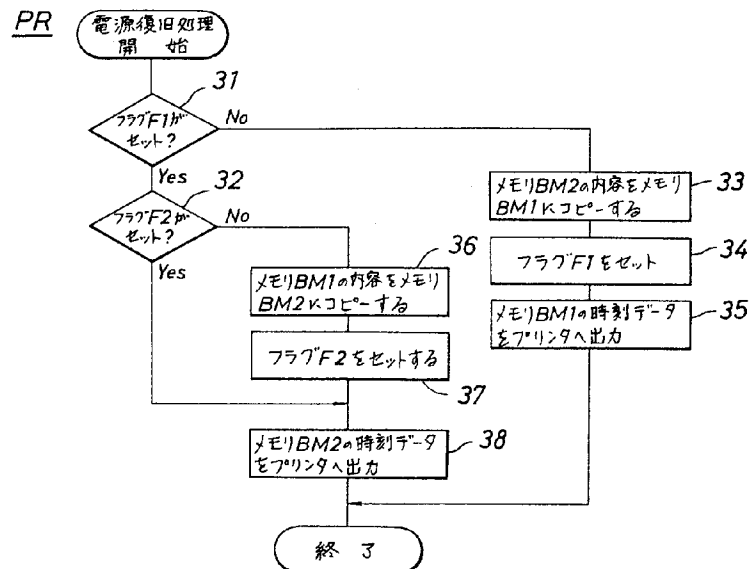 PR
電源復旧処理
開 始
31
フラグF1が
セット?
No
Yes
32
フラグF2が
セット?
No
Yes
メモリBM2の内容をメモリ
BM1にコピーする
33
フラグF1をセット
34
メモリBM1の時刻データ
をプリンタへ出力
35
36
メモリBM1の内容をメモリ
BM2にコピーする
フラグF2をセットする
37
メモリBM2の時刻データ
をプリンタへ出力
38
終 了